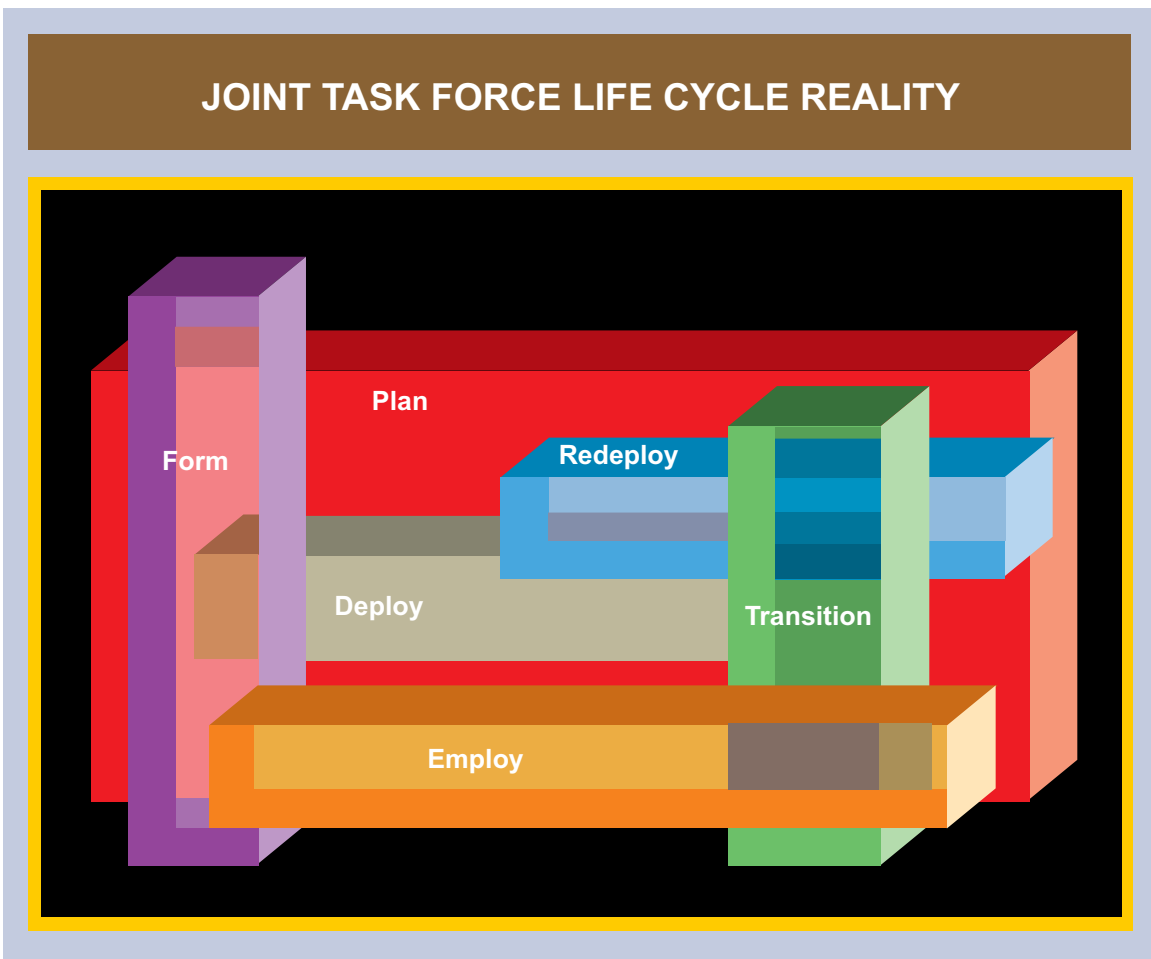 JOINT TASK FORCE LIFE CYCLE REALITY
Plan
Form
Redeploy
Deploy
Transition
Employ